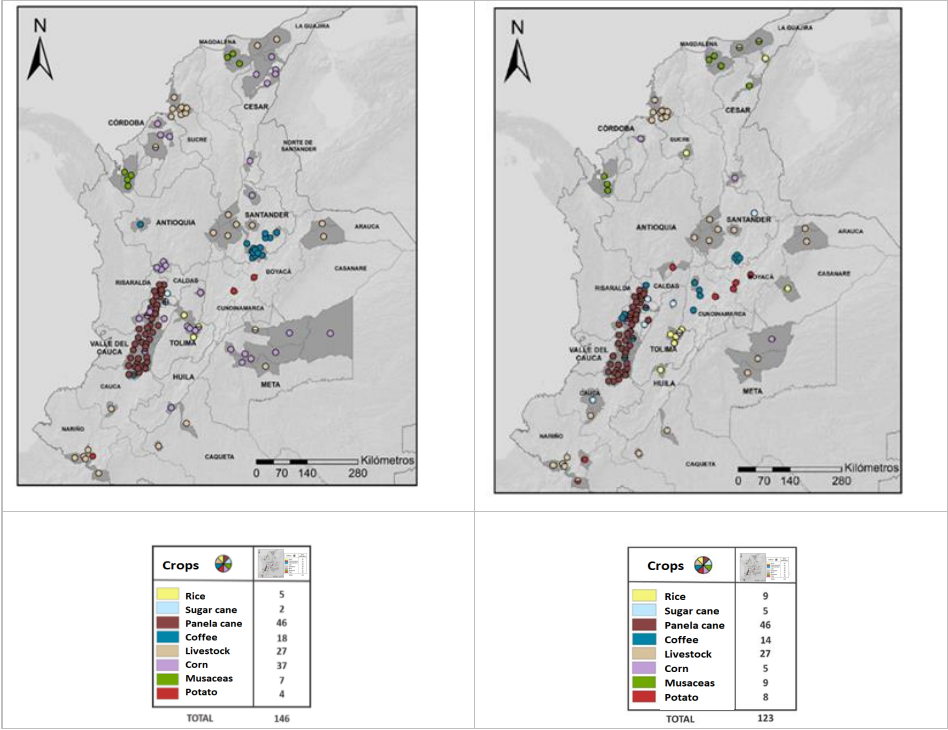 N
LA GUAJIRA
MAGDALENA
CESAR
CÓRDOBA
SUCRE
NORTE DE
SANTANDER
ANTIOQUIA
SANTANDER
ARAUCA
BOYACÁ
CASANARE
RISARALDA
CALDAS
CUNDINAMARCA
VALLE DEL
CAUCA
TOLIMA
HUILA
META
CAUCA
NARIÑO
CAQUETA
Kilómetros
0 70 140 280
N
LA GUAJIRA
MAGDALENA
CESAR
CÓRDOBA
SUCRE
ANTIOQUIA
SANTANDER
ARAUCA
BOYACÁ
CASANARE
RISARALDA
CALDAS
CUNDINAMARCA
VALLE DEL
CAUCA
TOLIMA
HUILA
META
CAUCA
NARIÑO
CAQUETA
Kilómetros
0 70 140 280
Crops
Rice 5
Sugar cane 2
Panela cane 46
Coffee 18
Livestock 27
Corn 37
Musaceas 7
Potato 4
TOTAL 146
Crops
Rice 9
Sugar cane 5
Panela cane 46
Coffee 14
Livestock 27
Corn 5
Musaceas 9
Potato 8
TOTAL 123